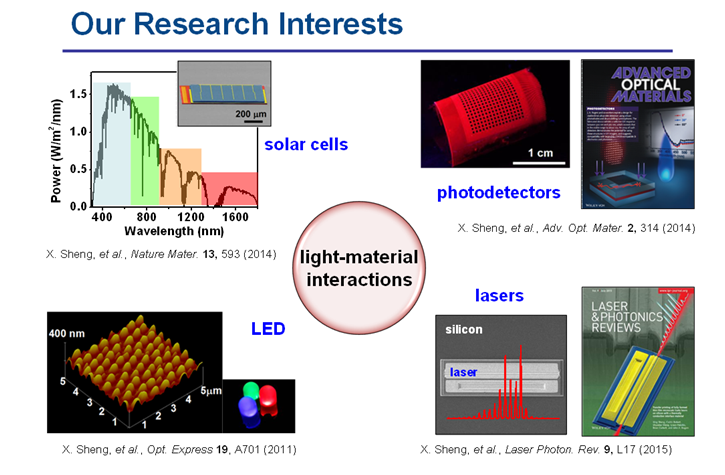 Our Research Interests
Power (W/m²/nm)
1.5
1.0
0.5
0.0
400 800 1200 1600
Wavelength (nm)
200 μm
solar cells
X. Sheng, et al., Nature Mater. 13, 593 (2014)
1 cm
photodetectors
ADVANCED
OPTICAL
MATERIALS
X. Sheng, et al., Adv. Opt. Mater. 2, 314 (2014)
light-material
interactions
LED
400 nm
5
4
3
2
1
1
2
3
4
5μm
X. Sheng, et al., Opt. Express 19, A701 (2011)
lasers
silicon
laser
LASER
&PHOTONICS
REVIEWS
X. Sheng, et al., Laser Photon. Rev. 9, L17 (2015)